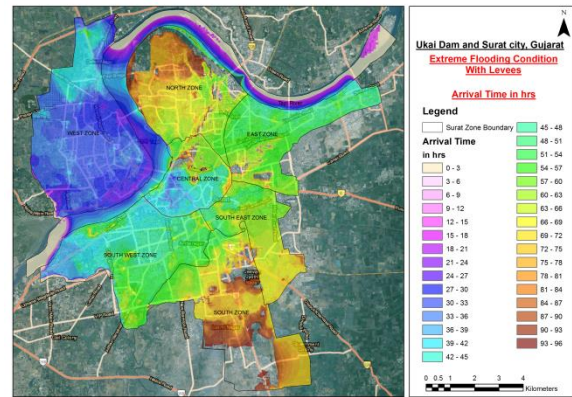 NORTH ZONE
WEST ZONE
EAST ZONE
CENTRAL ZONE
SOUTH EAST ZONE
SOUTH WEST ZONE
SOUTH ZONE
N
Ukai Dam and Surat city, Gujarat
Extreme Flooding Condition
With Levees
Arrival Time in hrs
Legend
Surat Zone Boundary
Arrival Time
in hrs
0 - 3
3 - 6
6 - 9
9 - 12
12 - 15
15 - 18
18 - 21
21 - 24
24 - 27
27 - 30
30 - 33
33 - 36
36 - 39
39 - 42
42 - 45
45 - 48
48 - 51
51 - 54
54 - 57
57 - 60
60 - 63
63 - 66
66 - 69
69 - 72
72 - 75
75 - 78
78 - 81
81 - 84
84 - 87
87 - 90
90 - 93
93 - 96
0 0.5 1 2 3 4
Kilometers